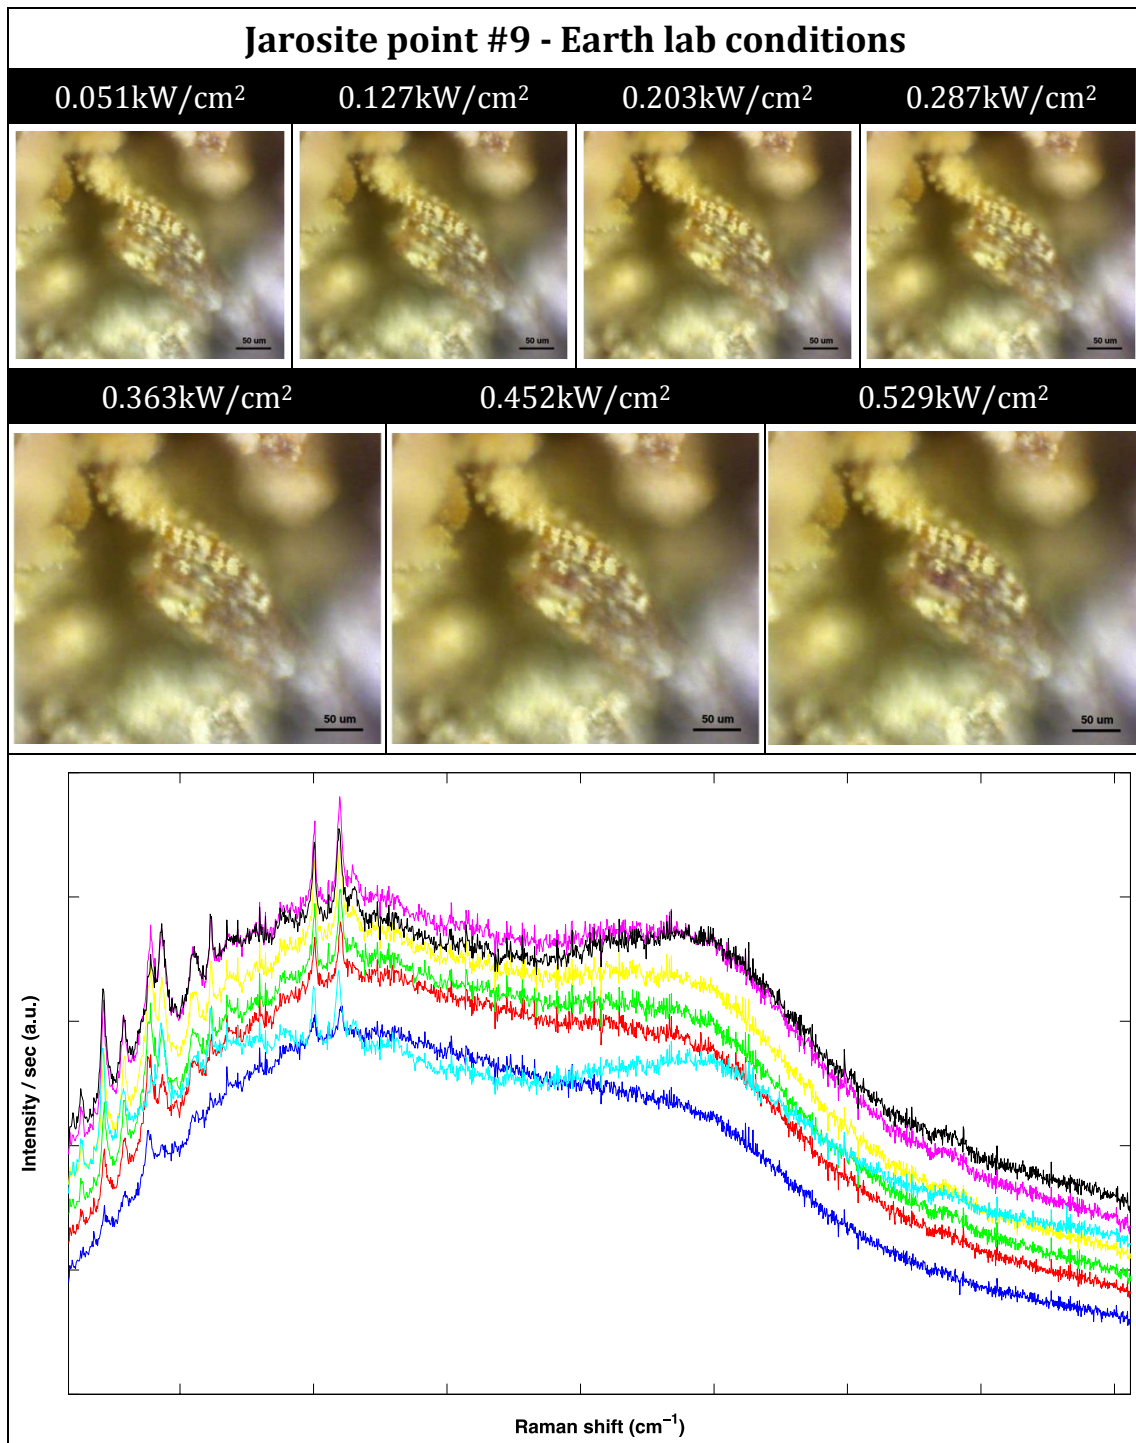 Jarosite point #9 - Earth lab conditions
0.051kW/cm² 0.127kW/cm² 0.203kW/cm² 0.287kW/cm²
50 um 50 um 50 um 50 um
0.363kW/cm² 0.452kW/cm² 0.529kW/cm²
50 um 50 um 50 um
Intensity / sec (a.u.)
Raman shift (cm⁻¹)